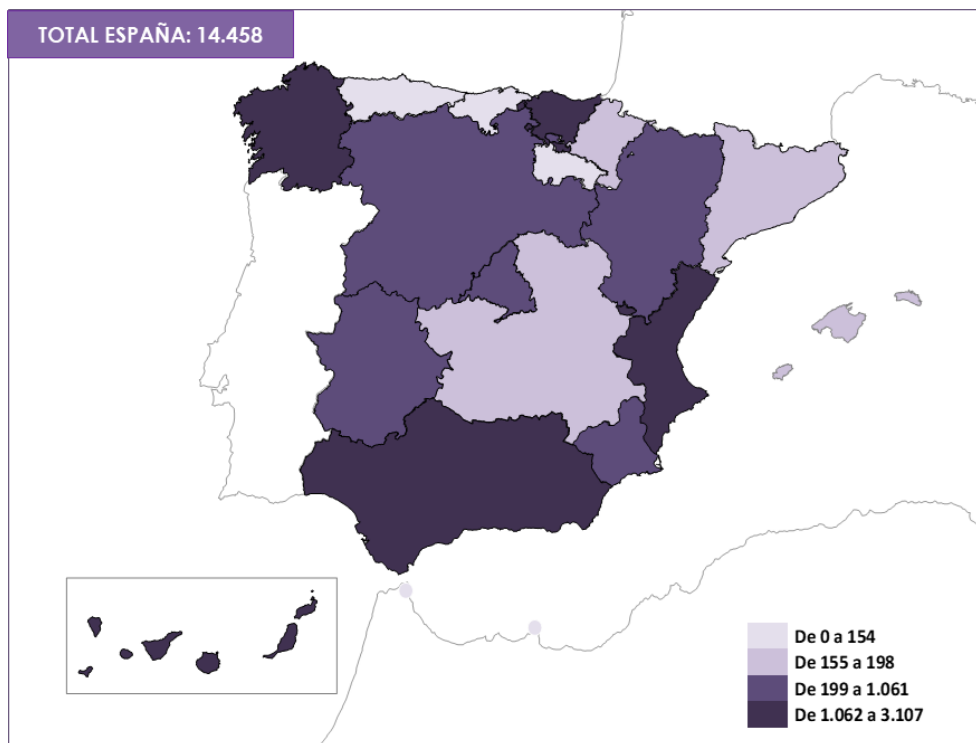 TOTAL ESPAÑA: 14.458
De 0 a 154
De 155 a 198
De 199 a 1.061
De 1.062 a 3.107